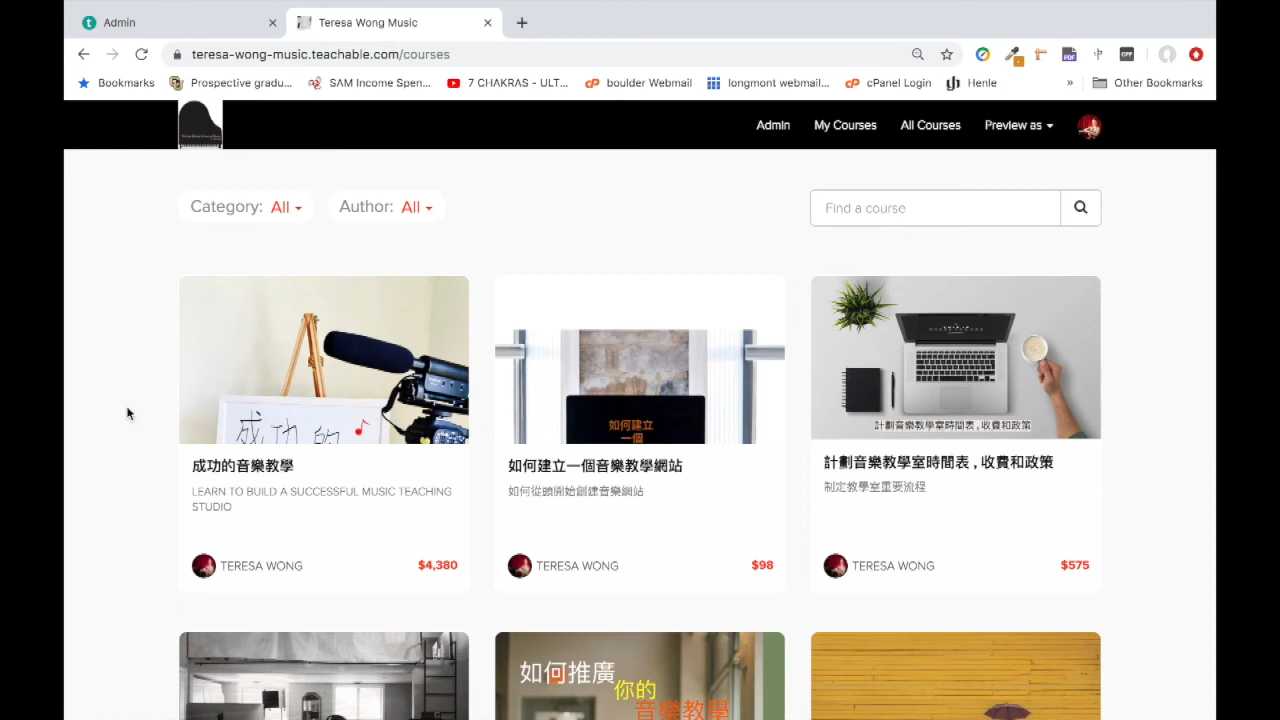 Admin
Teresa Wong Music
teresa-wong-music.teachable.com/courses
PDF
OFF
Bookmarks
Prospective gradu...
SAM Income Spen...
7 CHAKRAS - ULT...
boulder Webmail
longmont webmail...
cPanel Login
Henle
»
Other Bookmarks
Admin
My Courses
All Courses
Preview as
Category: All
Author: All
Find a course
成功的
如何建立
一個
計劃音樂教學室時間表,收費和政策
成功的音樂教學
LEARN TO BUILD A SUCCESSFUL MUSIC TEACHING
STUDIO
TERESA WONG
$4,380
如何建立一個音樂教學網站
如何從頭開始創建音樂網站
TERESA WONG
$98
計劃音樂教學室時間表 , 收費和政策
制定教學室重要流程
TERESA WONG
$575
如何推廣
你的
音樂教學